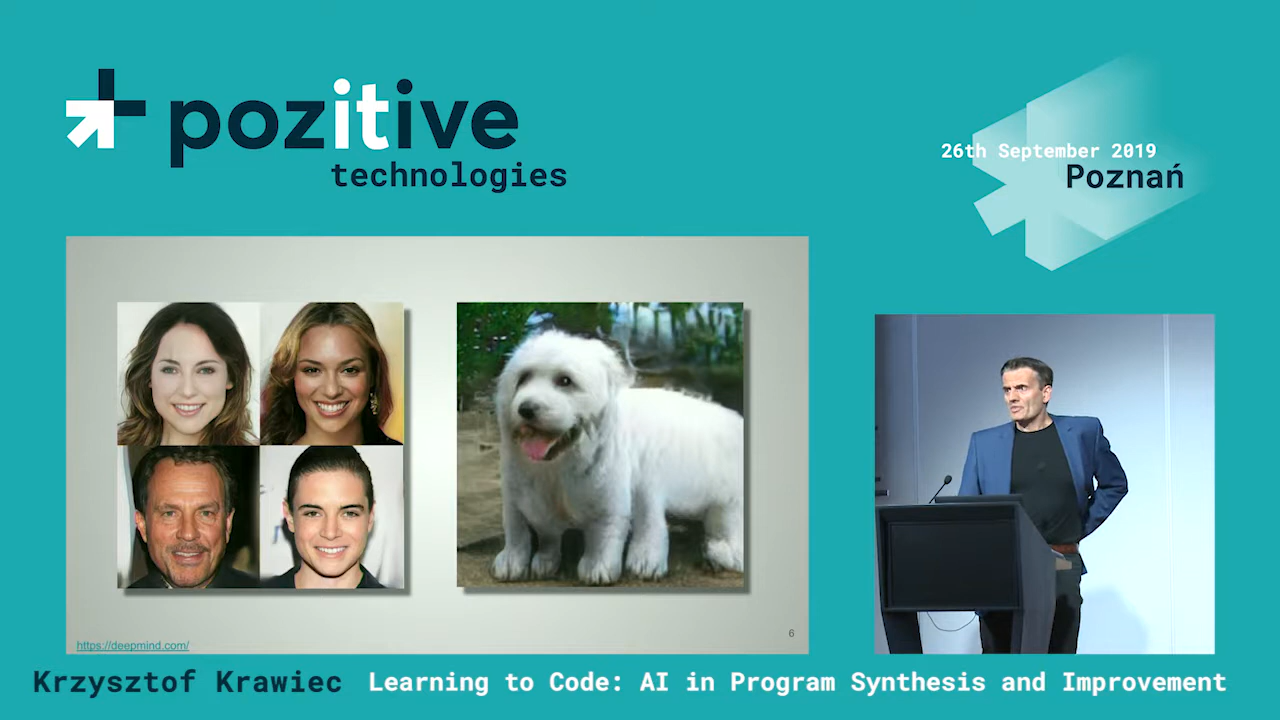 pozitive
technologies
26th September 2019
Poznań
https://deepmind.com/
6
Krzysztof Krawiec
Learning to Code: AI in Program Synthesis and Improvement